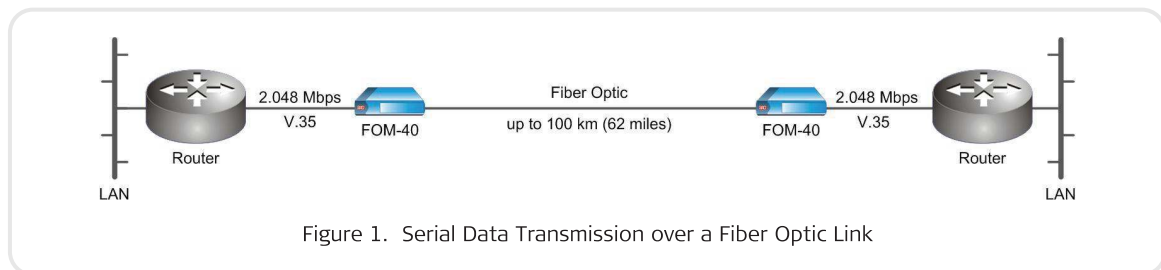 LAN
Router
2.048 Mbps
V.35
FOM-40
Fiber Optic
up to 100 km (62 miles)
FOM-40
2.048 Mbps
V.35
Router
LAN
Figure 1. Serial Data Transmission over a Fiber Optic Link